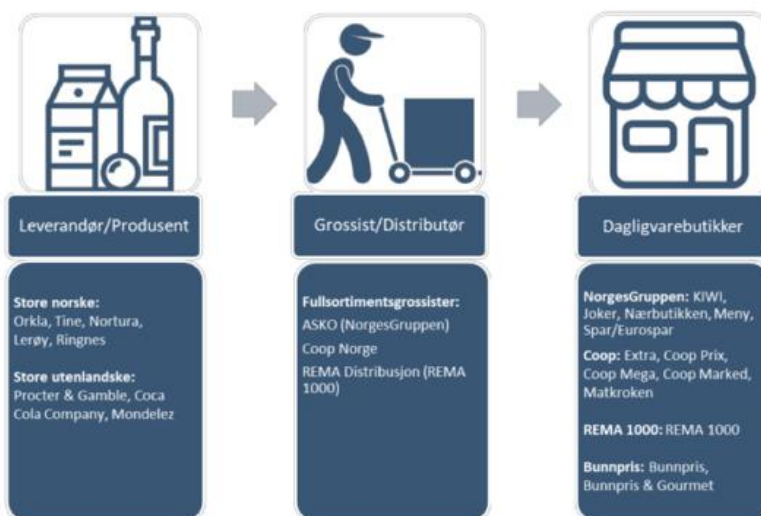 Leverandør/Produsent
Store norske:
Orkla, Tine, Nortura,
Lerøy, Ringnes
Store utenlandske:
Procter & Gamble, Coca
Cola Company, Mondelez
Grossist/Distributør
Fullsortimentsgrossister:
ASKO (NorgesGruppen)
Coop Norge
REMA Distribusjon (REMA
1000)
Dagligvarebutikker
NorgesGruppen: KIWI,
Joker, Nærbutikken, Meny,
Spar/Eurospar
Coop: Extra, Coop Prix,
Coop Mega, Coop Marked,
Matkroken
REMA 1000: REMA 1000
Bunnpris: Bunnpris,
Bunnpris & Gourmet